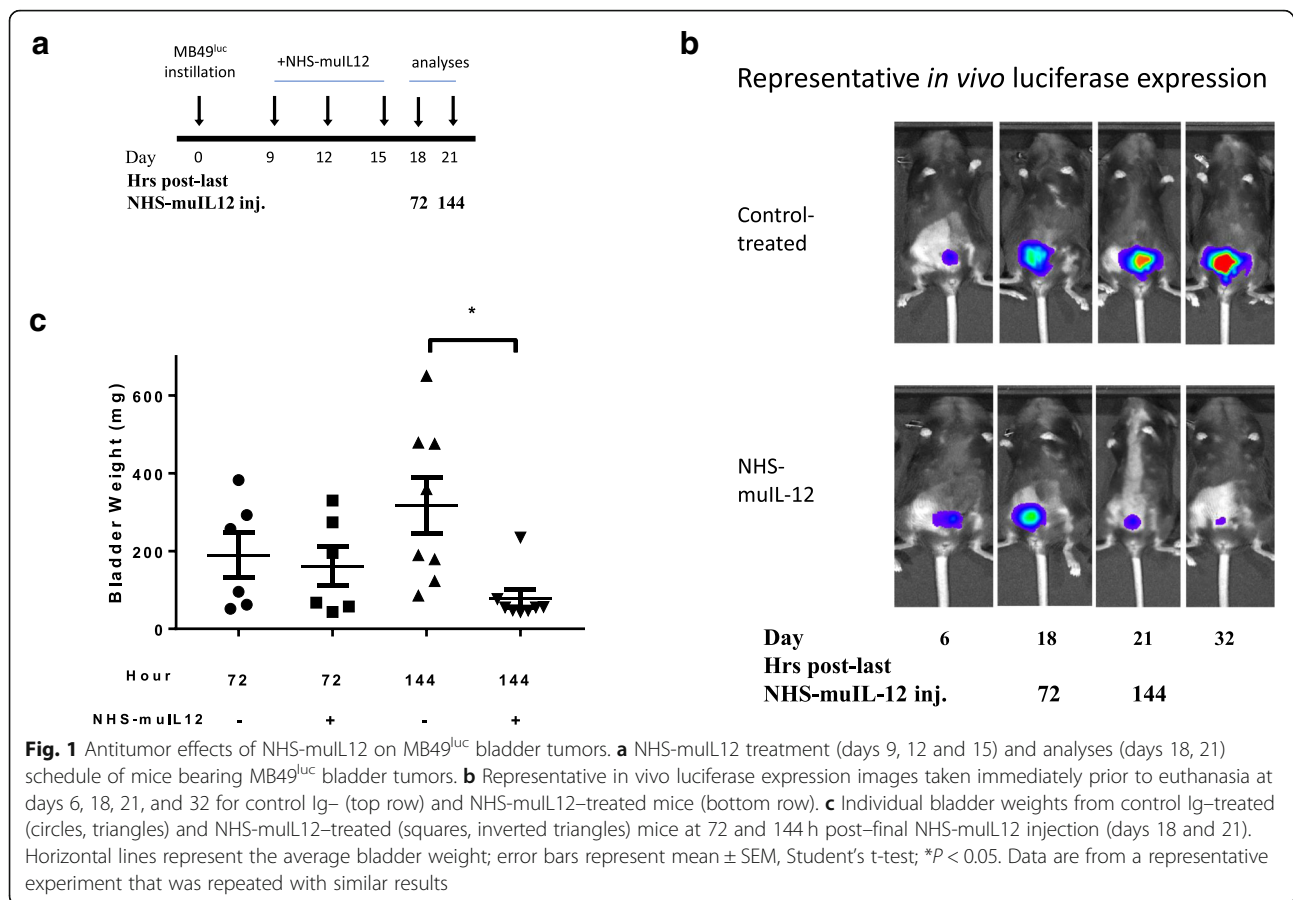 a
MB49luc
instillation
+NHS-muIL12
analyses
Day 0 9 12 15 18 21
Hrs post-last
NHS-muIL12 inj. 72 144
b
Representative in vivo luciferase expression
Control-
treated
NHS-
muIL-12
Day 6 18 21 32
Hrs post-last
NHS-muIL-12 inj. 72 144
c
*
Bladder Weight (mg)
600
400
200
0
Hour 72 72 144 144
NHS-muIL12 - + - +
Fig. 1 Antitumor effects of NHS-muIL12 on MB49luc bladder tumors. a NHS-muIL12 treatment (days 9, 12 and 15) and analyses (days 18, 21)
schedule of mice bearing MB49luc bladder tumors. b Representative in vivo luciferase expression images taken immediately prior to euthanasia at
days 6, 18, 21, and 32 for control Ig– (top row) and NHS-muIL12–treated mice (bottom row). c Individual bladder weights from control Ig–treated
(circles, triangles) and NHS-muIL12–treated (squares, inverted triangles) mice at 72 and 144 h post–final NHS-muIL12 injection (days 18 and 21).
Horizontal lines represent the average bladder weight; error bars represent mean ± SEM, Student's t-test; *P < 0.05. Data are from a representative
experiment that was repeated with similar results